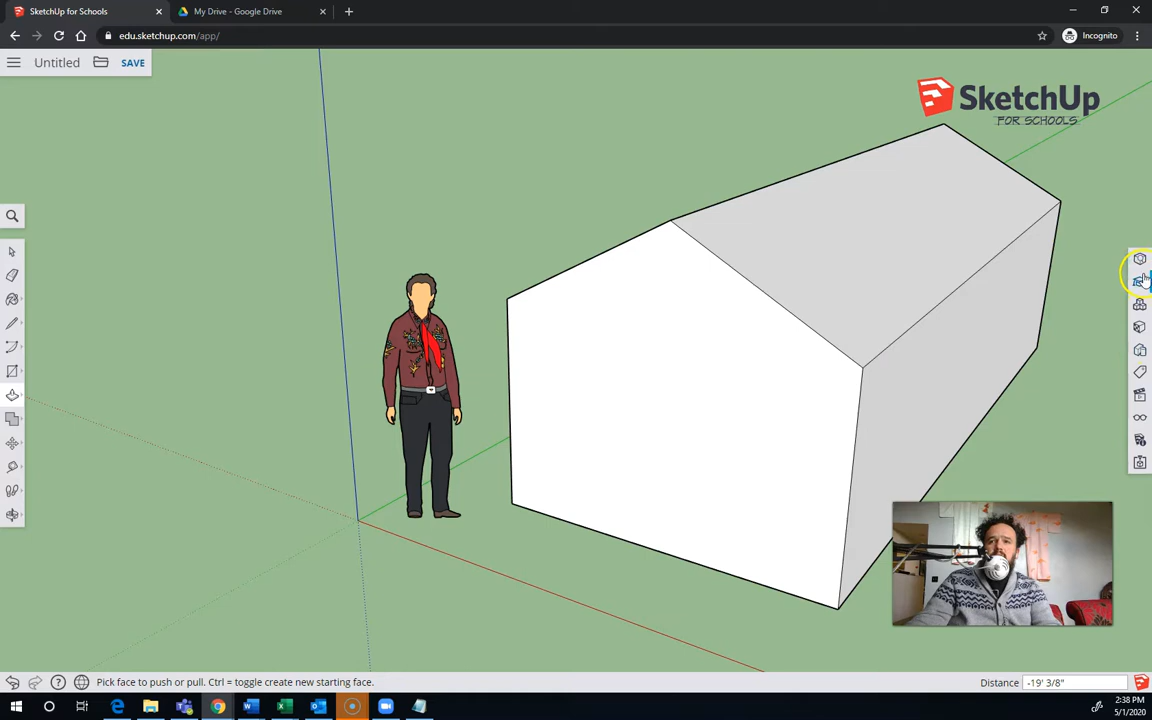 SketchUp for Schools
My Drive - Google Drive
edu.sketchup.com/app/
Incognito
Untitled
SAVE
SketchUp
FOR SCHOOLS
Pick face to push or pull. Ctrl = toggle create new starting face.
Distance
-19' 3/8"
2:38 PM
5/1/2020